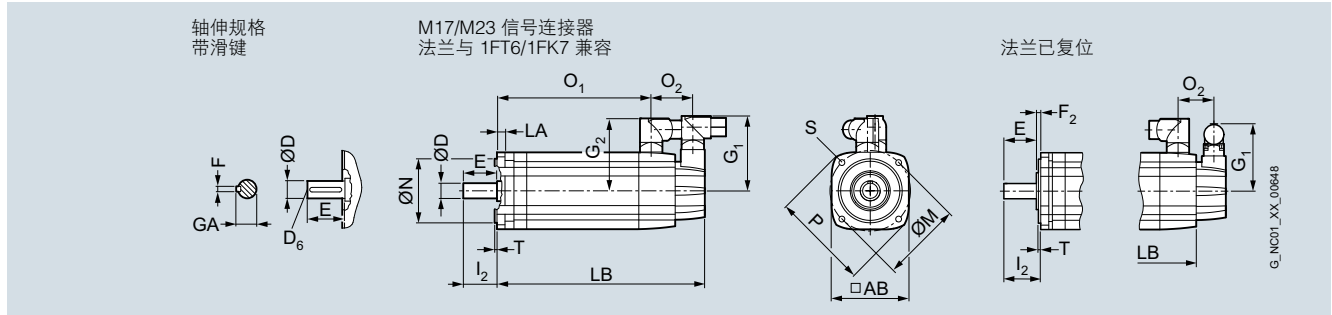 轴伸规格
带滑键
M17/M23 信号连接器
法兰与 1FT6/1FK7 兼容
法兰已复位
F
GA
ØD
E
D6
O1
O2
LA
G2
G1
ØD
E
ØN
T
I2
LB
S
P
ØM
□AB
O2
F2
E
G1
T
I2
LB
G_NC01_XX_00648